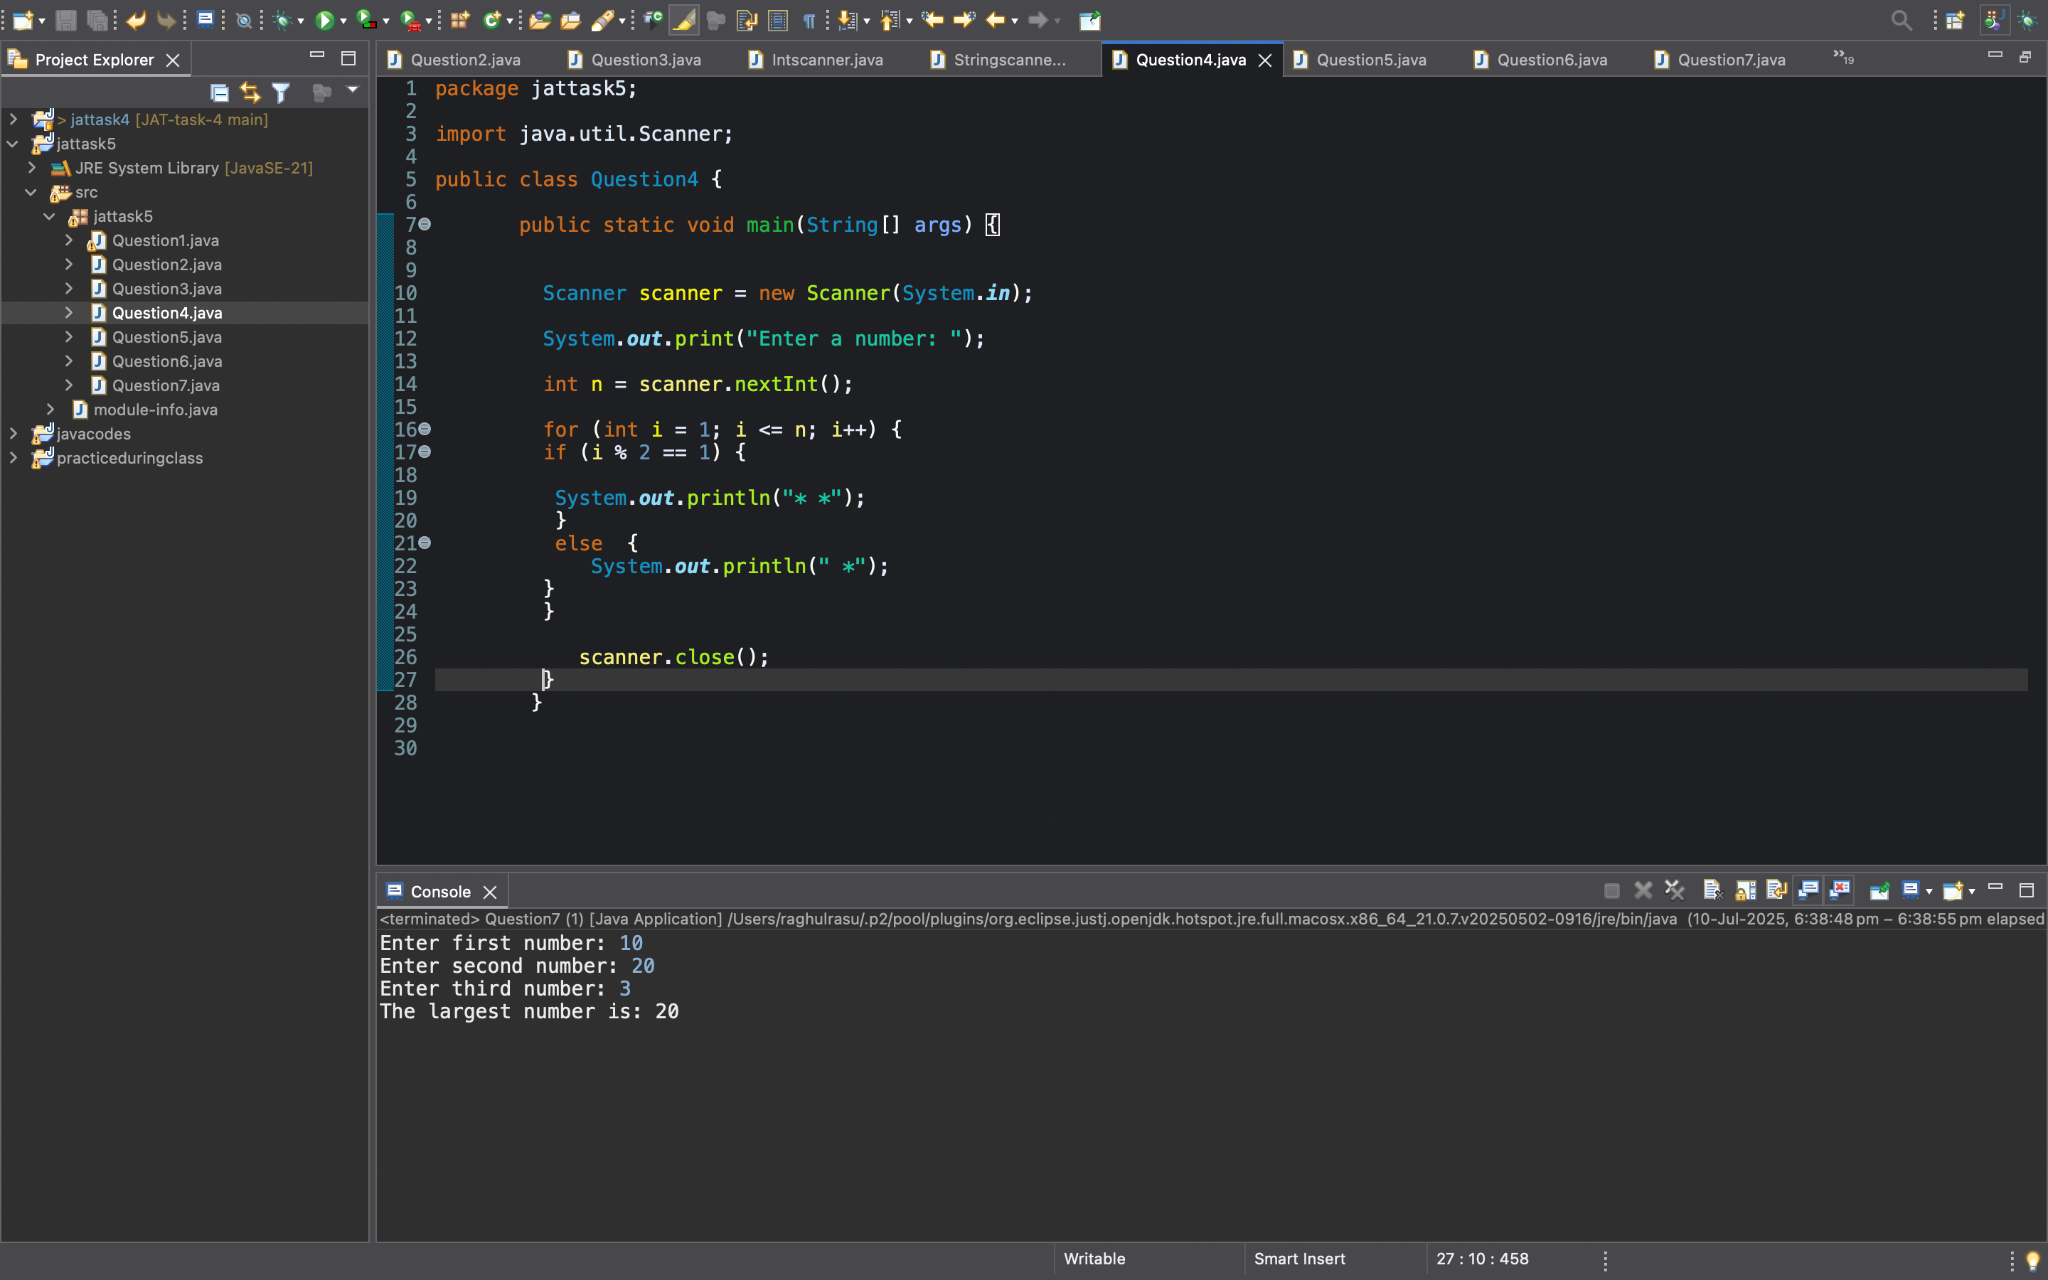 Project Explorer
> jattask4 [JAT-task-4 main]
jattask5
JRE System Library [JavaSE-21]
src
jattask5
Question1.java
Question2.java
Question3.java
Question4.java
Question5.java
Question6.java
Question7.java
module-info.java
javacodes
practiceduringclass
Question2.java
Question3.java
Intscanner.java
Stringscanne...
Question4.java
Question5.java
Question6.java
Question7.java
»19
1 package jattask5;
2
3 import java.util.Scanner;
4
5 public class Question4 {
6
7 public static void main(String[] args) {
8
9
10 Scanner scanner = new Scanner(System.in);
11
12 System.out.print("Enter a number: ");
13
14 int n = scanner.nextInt();
15
16 for (int i = 1; i <= n; i++) {
17 if (i % 2 == 1) {
18
19 System.out.println("* *");
20 }
21 else  {
22 System.out.println(" *");
23 }
24 }
25
26 scanner.close();
27 }
28 }
29
30
Console
<terminated> Question7 (1) [Java Application] /Users/raghulrasu/.p2/pool/plugins/org.eclipse.justj.openjdk.hotspot.jre.full.macosx.x86_64_21.0.7.v20250502-0916/jre/bin/java  (10-Jul-2025, 6:38:48 pm – 6:38:55 pm elapsed
Enter first number: 10
Enter second number: 20
Enter third number: 3
The largest number is: 20
Writable
Smart Insert
27 : 10 : 458